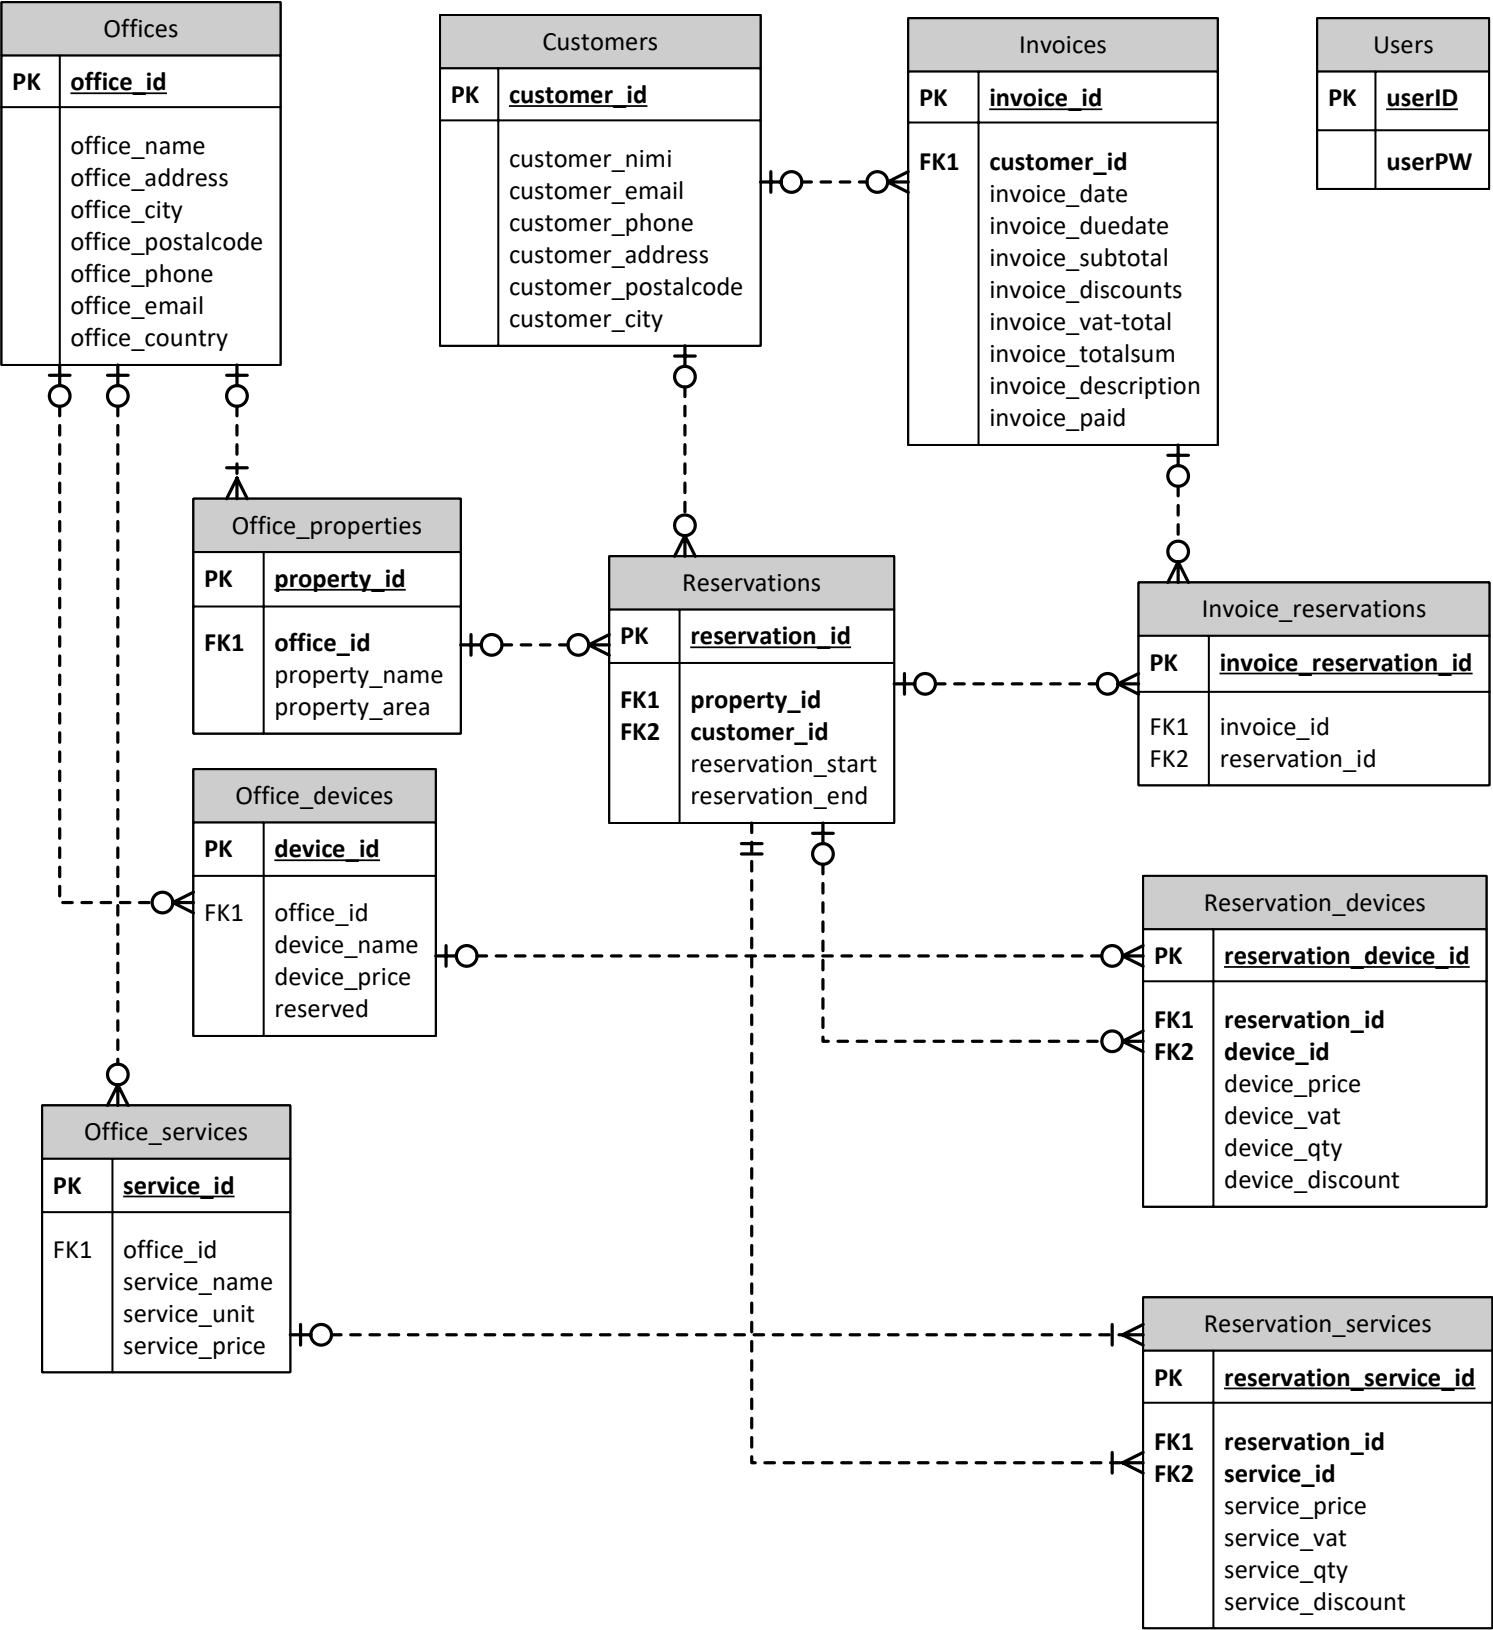 Offices
PK office_id
office_name
office_address
office_city
office_postalcode
office_phone
office_email
office_country
Customers
PK customer_id
customer_nimi
customer_email
customer_phone
customer_address
customer_postalcode
customer_city
Invoices
PK invoice_id
FK1 customer_id
invoice_date
invoice_duedate
invoice_subtotal
invoice_discounts
invoice_vat-total
invoice_totalsum
invoice_description
invoice_paid
Users
PK userID
userPW
Office_properties
PK property_id
FK1 office_id
property_name
property_area
Reservations
PK reservation_id
FK1 property_id
FK2 customer_id
reservation_start
reservation_end
Invoice_reservations
PK invoice_reservation_id
FK1 invoice_id
FK2 reservation_id
Office_devices
PK device_id
FK1 office_id
device_name
device_price
reserved
Reservation_devices
PK reservation_device_id
FK1 reservation_id
FK2 device_id
device_price
device_vat
device_qty
device_discount
Office_services
PK service_id
FK1 office_id
service_name
service_unit
service_price
Reservation_services
PK reservation_service_id
FK1 reservation_id
FK2 service_id
service_price
service_vat
service_qty
service_discount